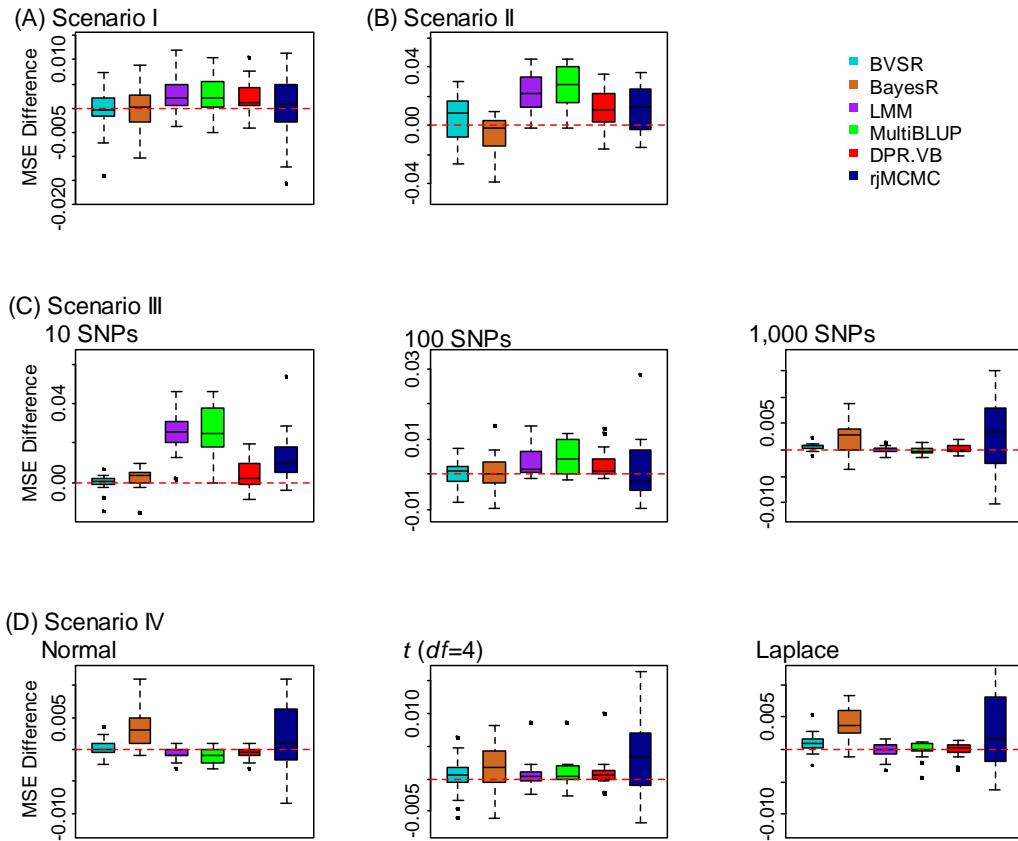 (A) Scenario Ⅰ
MSE Difference
0.010
-0.005
-0.020
(B) Scenario Ⅱ
0.04
0.00
-0.04
BVSR
BayesR
LMM
MultiBLUP
DPR.VB
rjMCMC
(C) Scenario Ⅲ
10 SNPs
MSE Difference
0.04
0.00
100 SNPs
0.03
0.01
-0.01
1,000 SNPs
0.005
-0.010
(D) Scenario Ⅳ
Normal
MSE Difference
0.005
-0.010
t (df=4)
0.010
-0.005
Laplace
0.005
-0.010